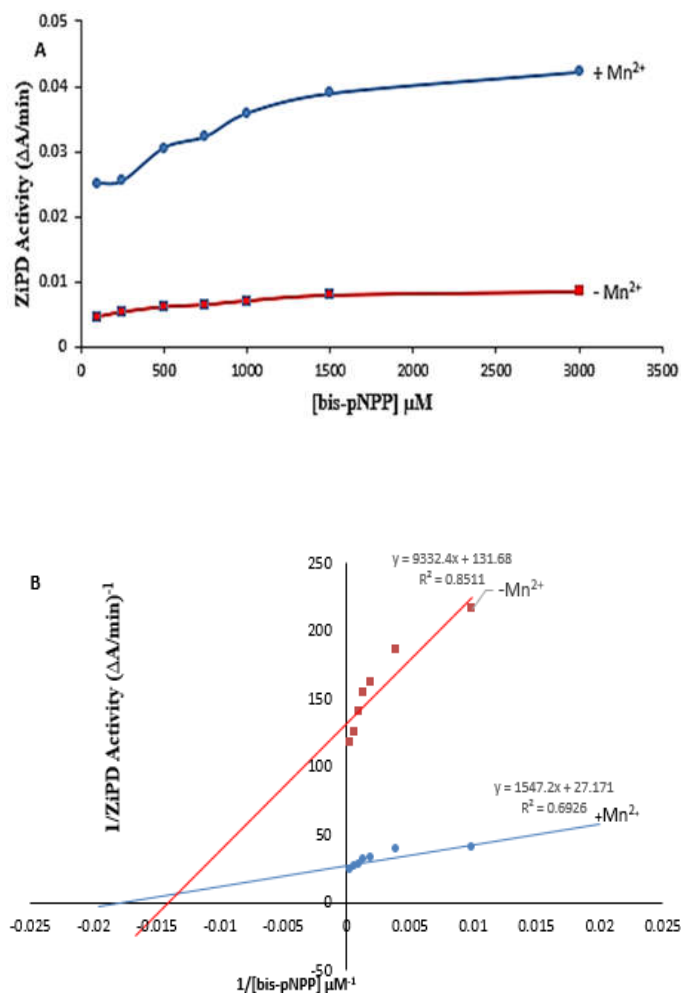 A
ZiPD Activity (ΔA/min)
0.05
0.04
0.03
0.02
0.01
0
0 500 1000 1500 2000 2500 3000 3500
[bis-pNPP] µM
+ Mn²⁺
- Mn²⁺
B
1/ZiPD Activity (ΔA/min)⁻¹
y = 9332.4x + 131.68
R² = 0.8511
-Mn²⁺
y = 1547.2x + 27.171
R² = 0.6926
+Mn²⁺
250
200
150
100
50
0
-50
-0.025 -0.02 -0.015 -0.01 -0.005 0 0.005 0.01 0.015 0.02 0.025
1/[bis-pNPP] µM⁻¹